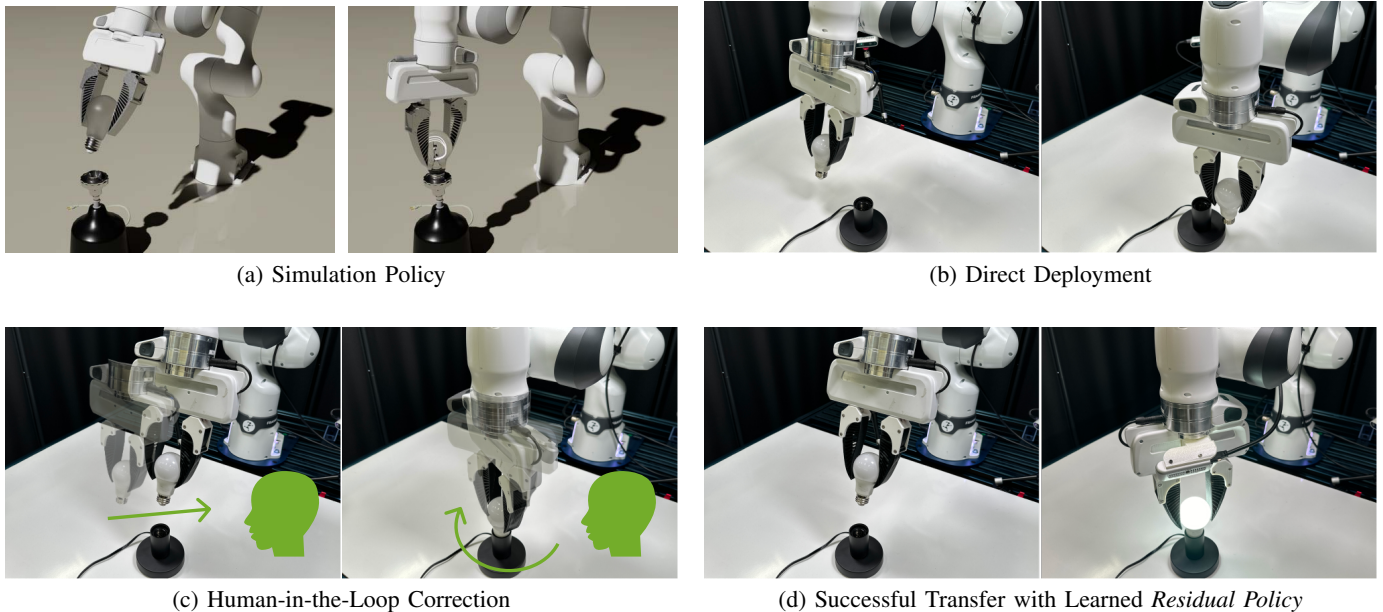 (a) Simulation Policy
(b) Direct Deployment
(c) Human-in-the-Loop Correction
(d) Successful Transfer with Learned Residual Policy